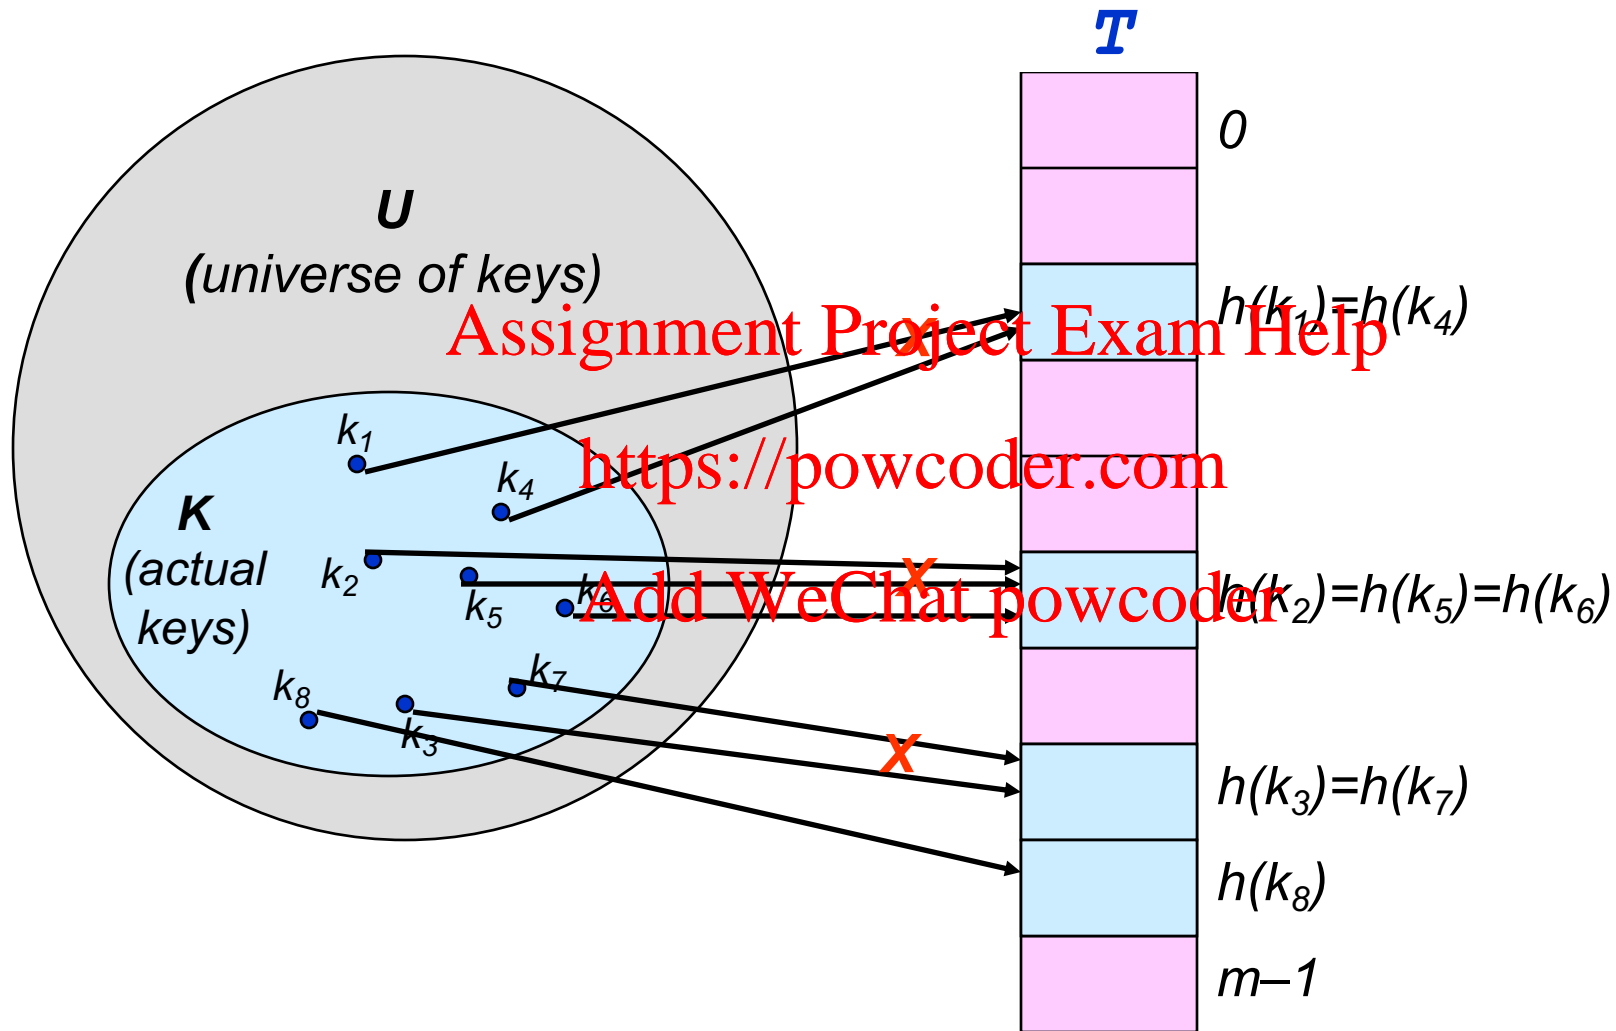 T
0
U
(universe of keys)
h(k1)=h(k4)
X
Assignment Project Exam Help
k1
k4
https://powcoder.com
K
(actual
keys)
k2
k5
k6
X
Add WeChat powcoder
h(k2)=h(k5)=h(k6)
k7
k8
k3
X
h(k3)=h(k7)
h(k8)
m–1